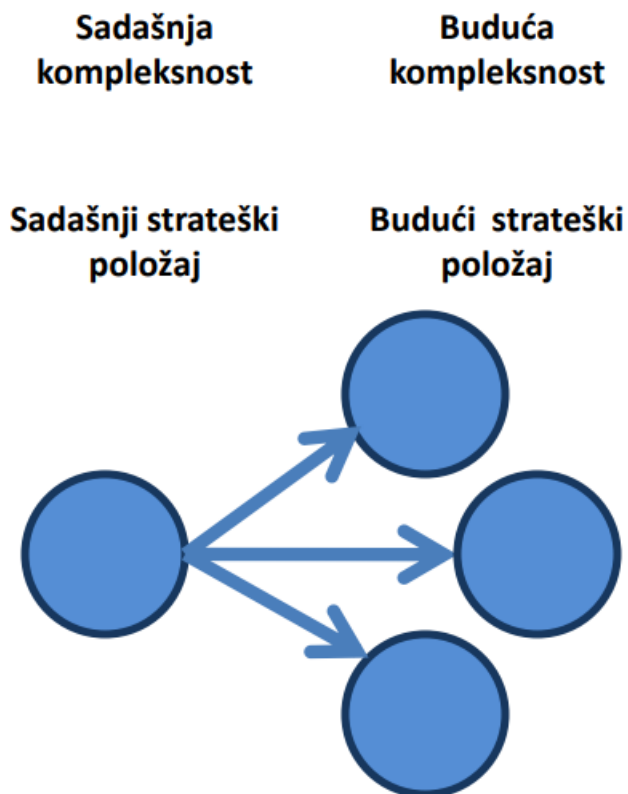 Sadašnja
kompleksnost
Buduća
kompleksnost
Sadašnji strateški
položaj
Budući strateški
položaj